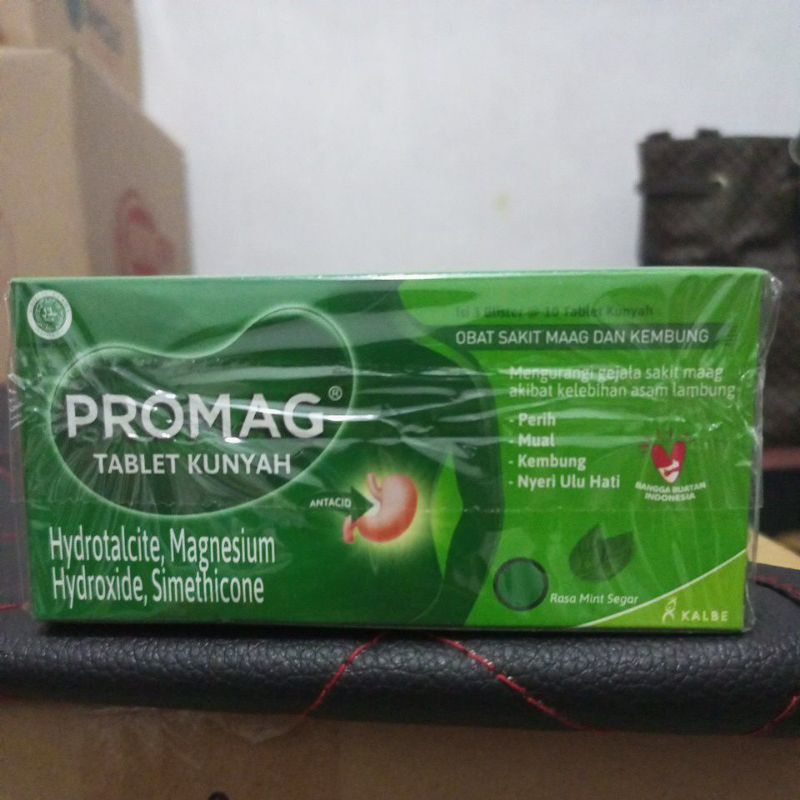 Isi 3 Blister @ 10 Tablet Kunyah
OBAT SAKIT MAAG DAN KEMBUNG
PROMAG®
TABLET KUNYAH
Mengurangi gejala sakit maag
akibat kelebihan asam lambung
- Perih
- Mual
- Kembung
- Nyeri Ulu Hati
BANGGA BUATAN
INDONESIA
ANTACID
Hydrotalcite, Magnesium
Hydroxide, Simethicone
Rasa Mint Segar
KALBE